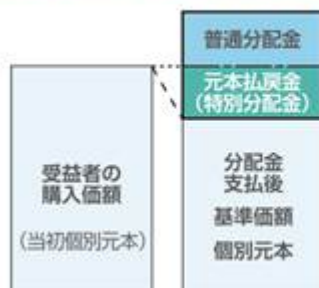 普通分配金
元本払戻金
(特別分配金)
受益者の
購入価額
(当初個別元本)
分配金
支払後
基準価額
個別元本